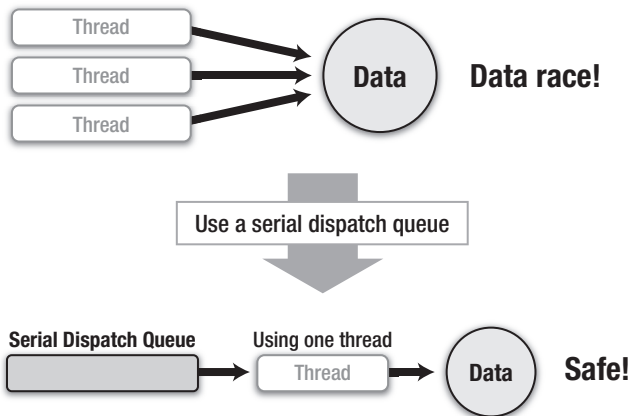 Thread
Thread
Thread
Data
Data race!
Use a serial dispatch queue
Serial Dispatch Queue
Using one thread
Thread
Data
Safe!